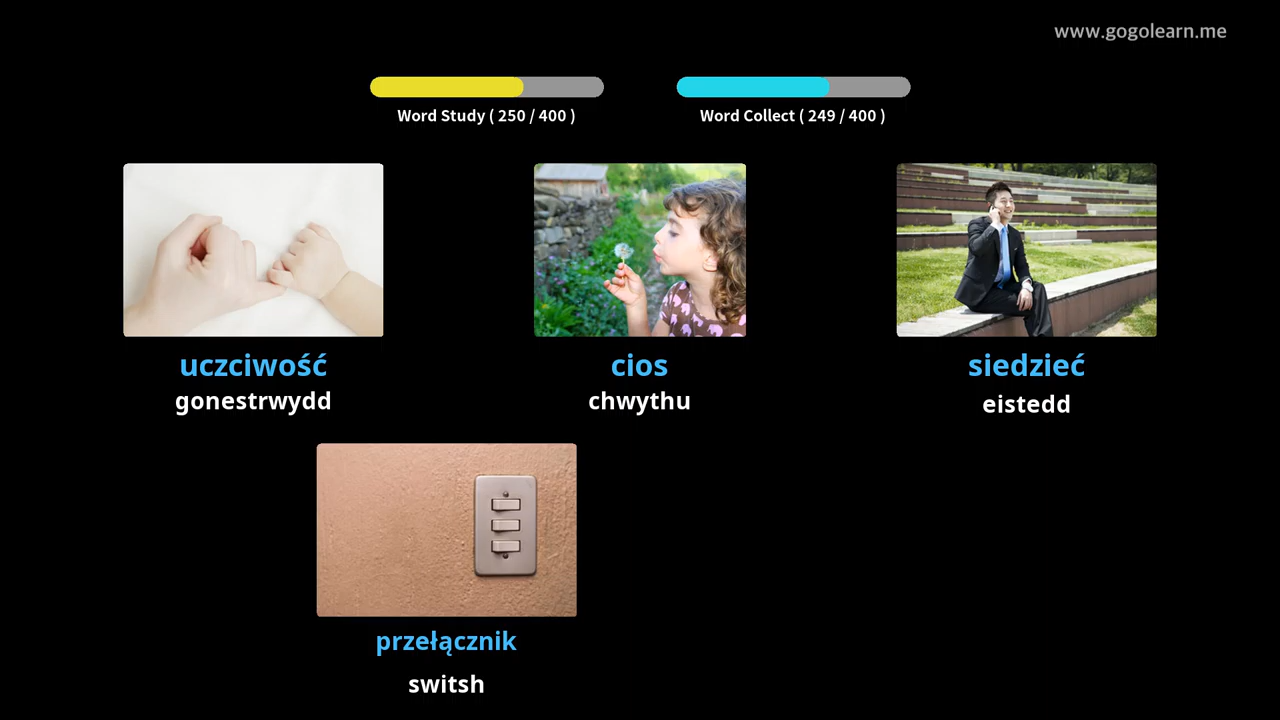 www.gogolearn.me
Word Study ( 250 / 400 )
Word Collect ( 249 / 400 )
uczciwość
gonestrwydd
cios
chwythu
siedzieć
eistedd
przełącznik
switsh